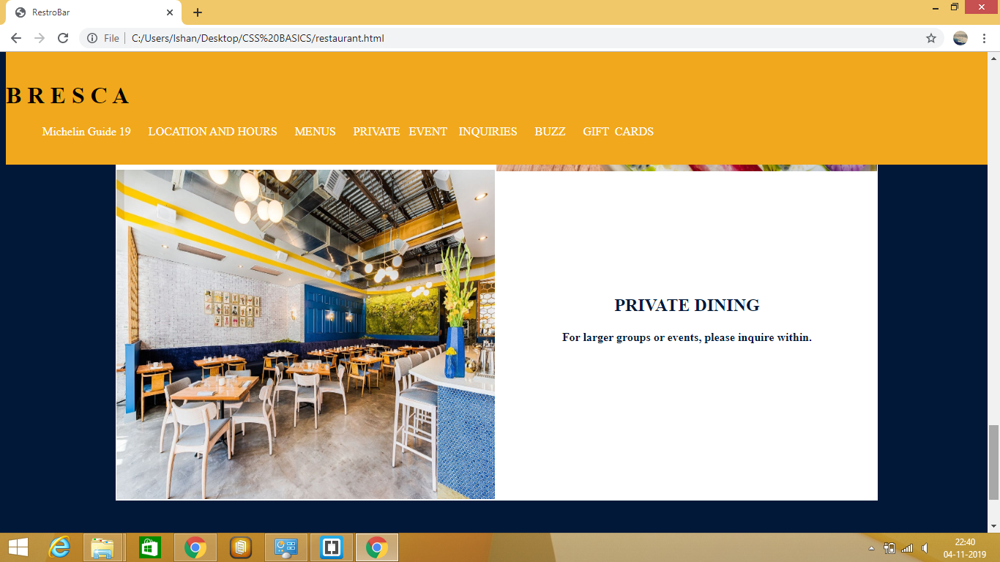 RestroBar
File C:/Users/Ishan/Desktop/CSS%20BASICS/restaurant.html
B R E S C A
Michelin Guide 19 LOCATION AND HOURS MENUS PRIVATE EVENT INQUIRIES BUZZ GIFT CARDS
PRIVATE DINING
For larger groups or events, please inquire within.
22:40
04-11-2019